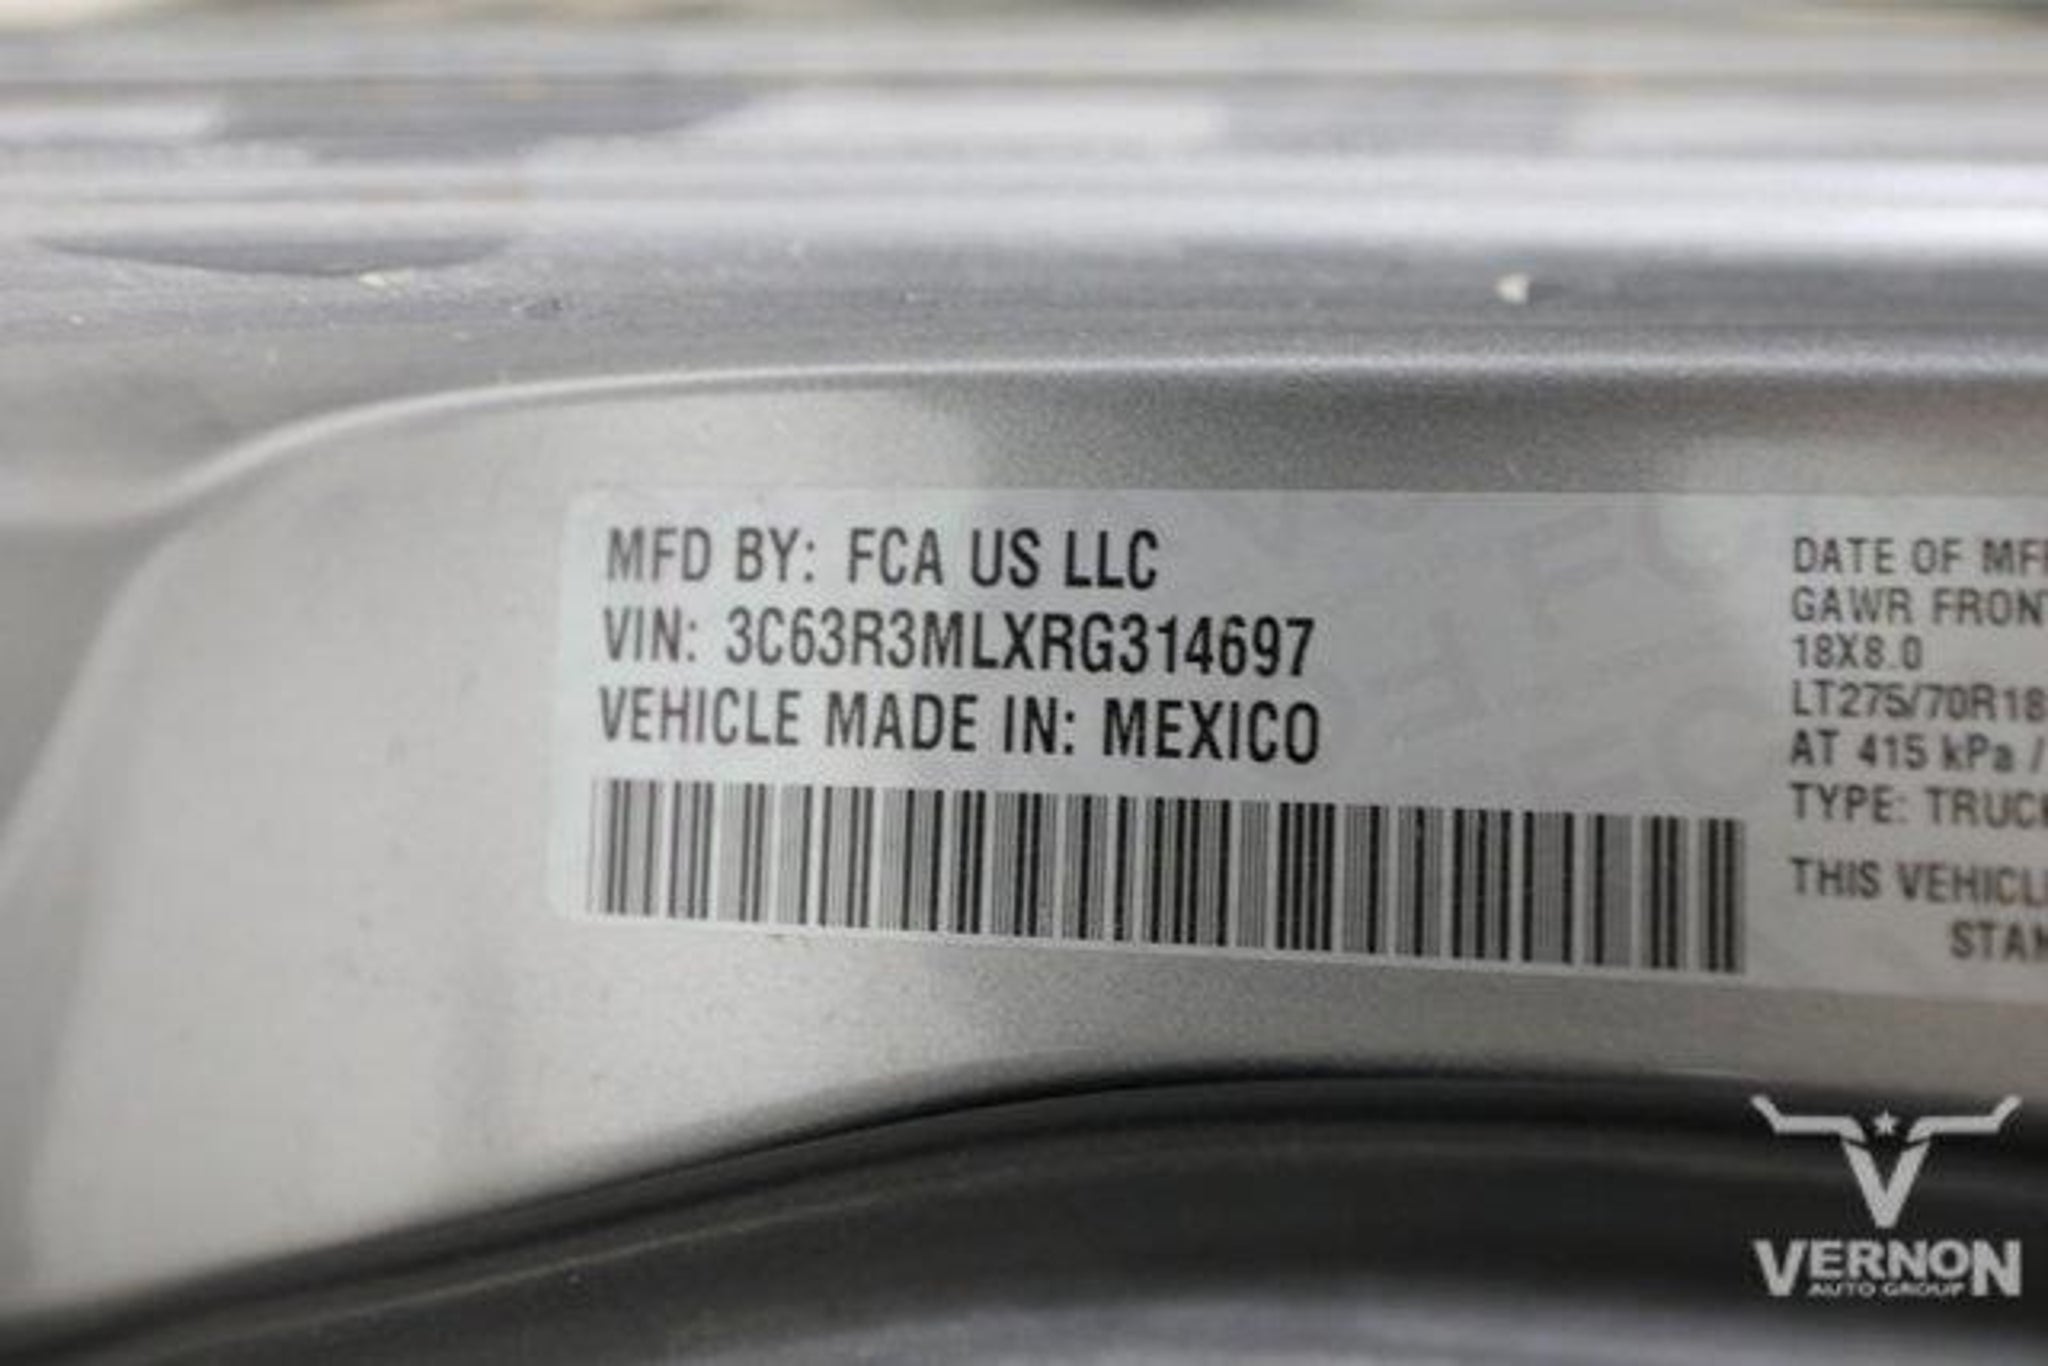 MFD BY: FCA US LLC
VIN: 3C63R3MLXRG314697
VEHICLE MADE IN: MEXICO
DATE OF MF
GAWR FRONT
18X8.0
LT275/70R18
AT 415 kPa /
TYPE: TRUCK
THIS VEHICL
STAN
VERNON
AUTO GROUP